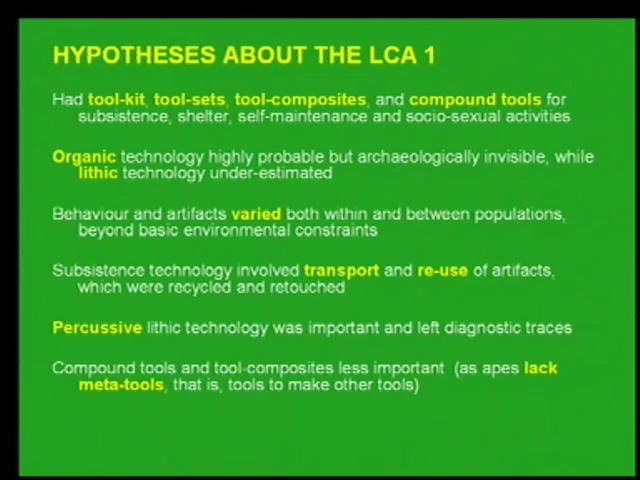 HYPOTHESES ABOUT THE LCA 1
Had tool-kit, tool-sets, tool-composites, and compound tools for
subsistence, shelter, self-maintenance and socio-sexual activities
Organic technology highly probable but archaeologically invisible, while
lithic technology under-estimated
Behaviour and artifacts varied both within and between populations,
beyond basic environmental constraints
Subsistence technology involved transport and re-use of artifacts,
which were recycled and retouched
Percussive lithic technology was important and left diagnostic traces
Compound tools and tool-composites less important (as apes lack
meta-tools, that is, tools to make other tools)